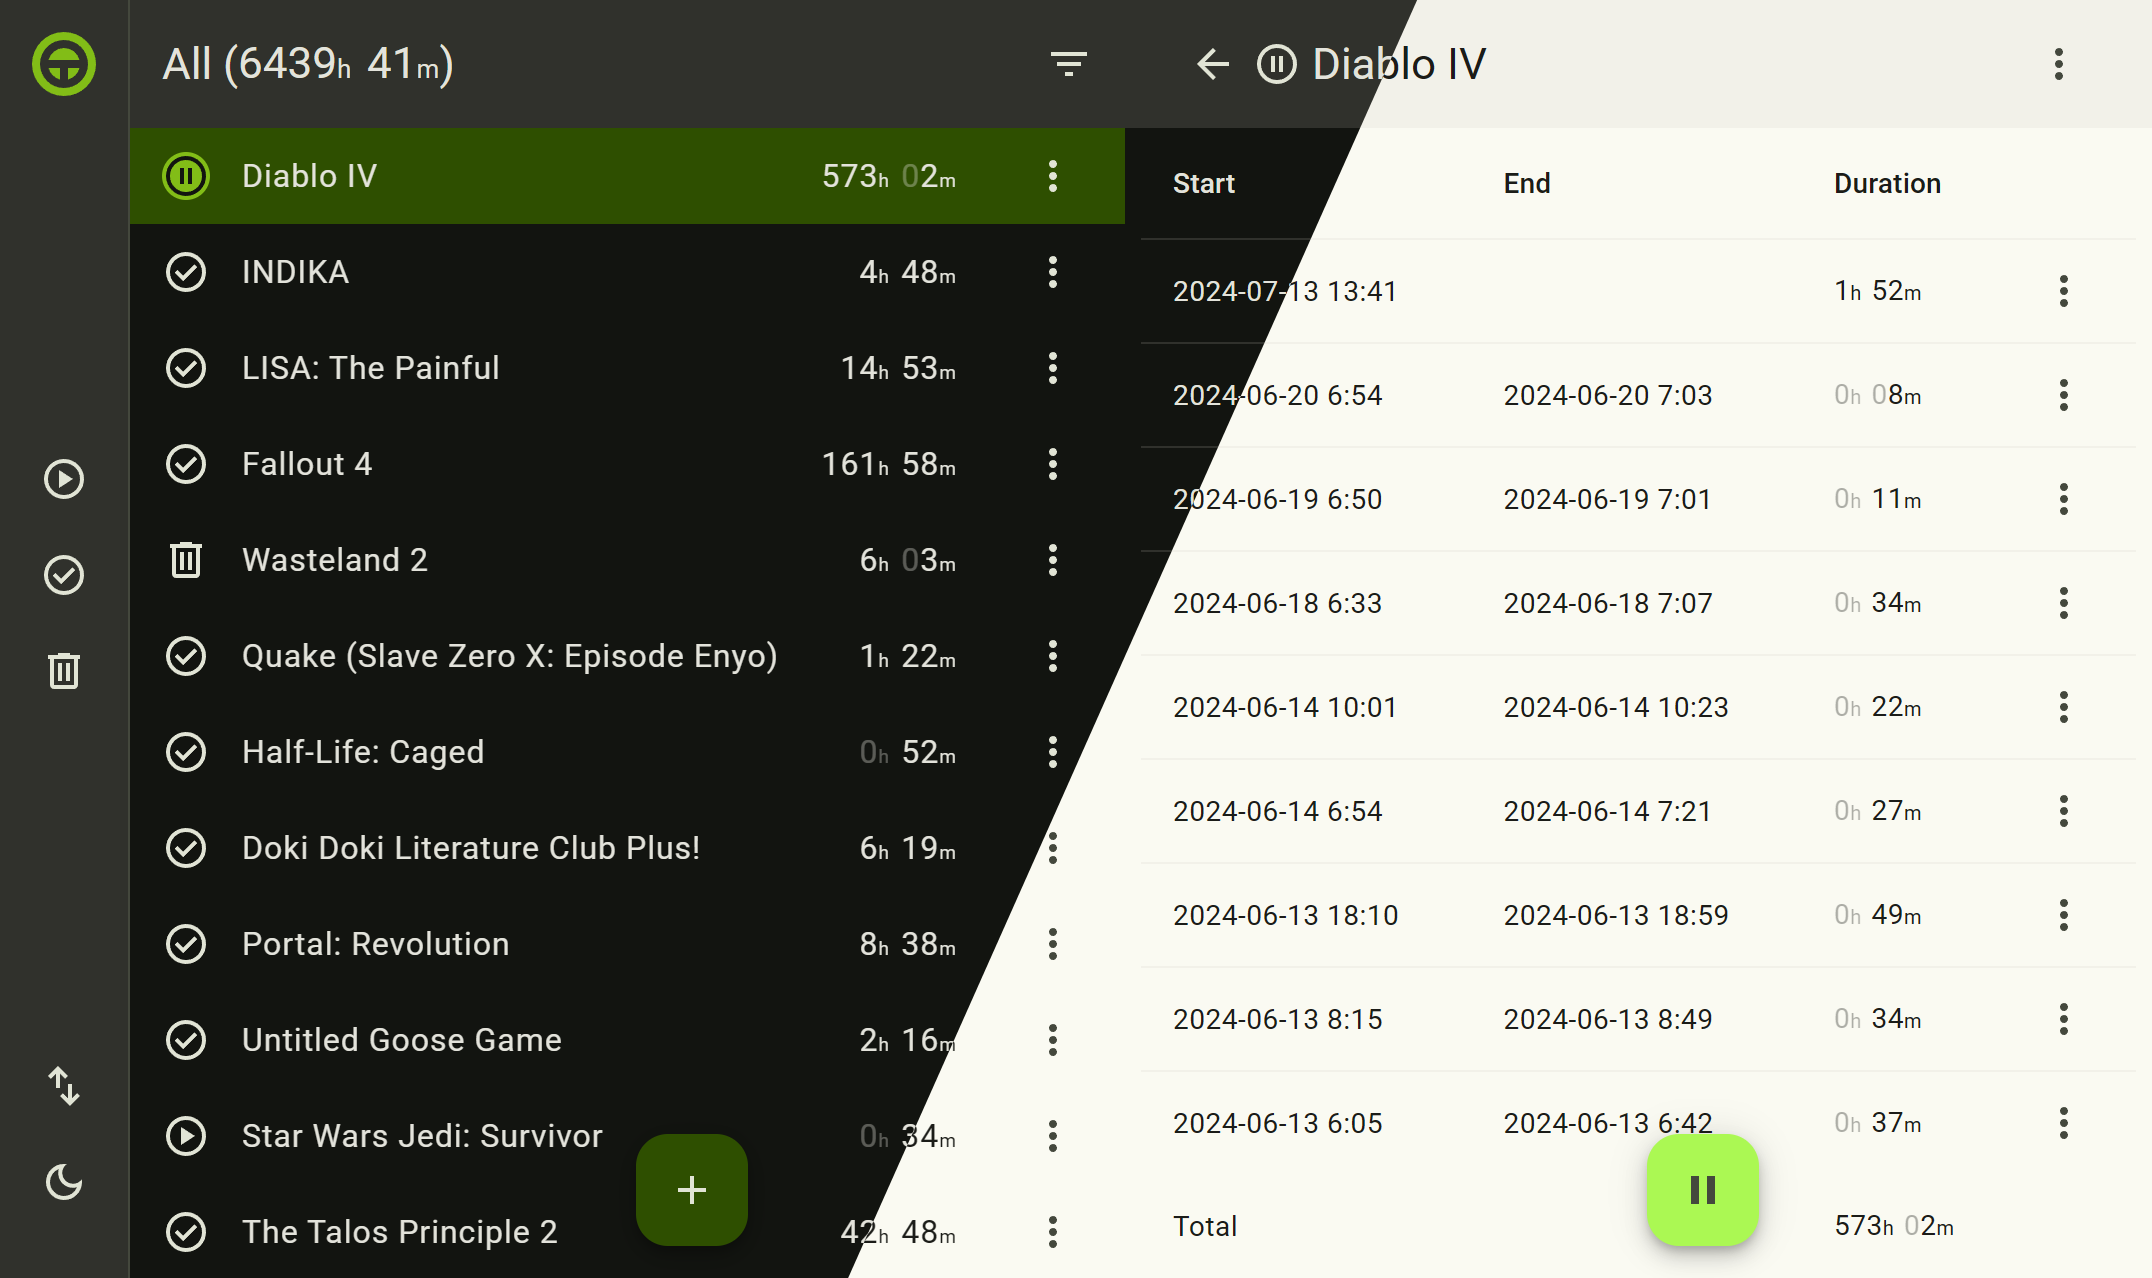 All (6439h 41m)
Diablo IV 573h 02m
INDIKA 4h 48m
LISA: The Painful 14h 53m
Fallout 4 161h 58m
Wasteland 2 6h 03m
Quake (Slave Zero X: Episode Enyo) 1h 22m
Half-Life: Caged 0h 52m
Doki Doki Literature Club Plus! 6h 19m
Portal: Revolution 8h 38m
Untitled Goose Game 2h 16m
Star Wars Jedi: Survivor 0h 34m
The Talos Principle 2 42h 48m
Diablo IV
Start End Duration
2024-07-13 13:41 1h 52m
2024-06-20 6:54 2024-06-20 7:03 0h 08m
2024-06-19 6:50 2024-06-19 7:01 0h 11m
2024-06-18 6:33 2024-06-18 7:07 0h 34m
2024-06-14 10:01 2024-06-14 10:23 0h 22m
2024-06-14 6:54 2024-06-14 7:21 0h 27m
2024-06-13 18:10 2024-06-13 18:59 0h 49m
2024-06-13 8:15 2024-06-13 8:49 0h 34m
2024-06-13 6:05 2024-06-13 6:42 0h 37m
Total 573h 02m